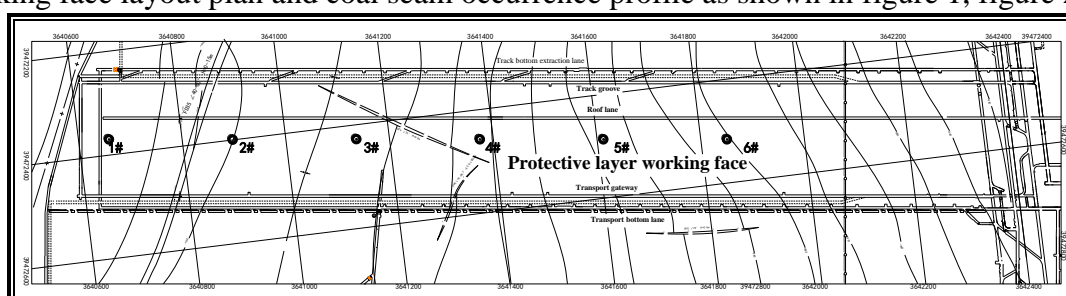 king face layout plan and coal seam occurrence profile as shown in figure 1, figure
3640600 3640800 3641000 3641200 3641400 3641600 3641800 3642000 3642400 39472400
39472200
Track bottom extraction lane
Track groove
Roof lane
1# 2# 3# 4# 5# 6#
39472400
Protective layer working face
39472600
Transport gateway
Transport bottom lane
39472600
39472800
3640600 3640800 3641000 3641200 3641400 3641600 3641800 39472800 3642000 3642200 3642400